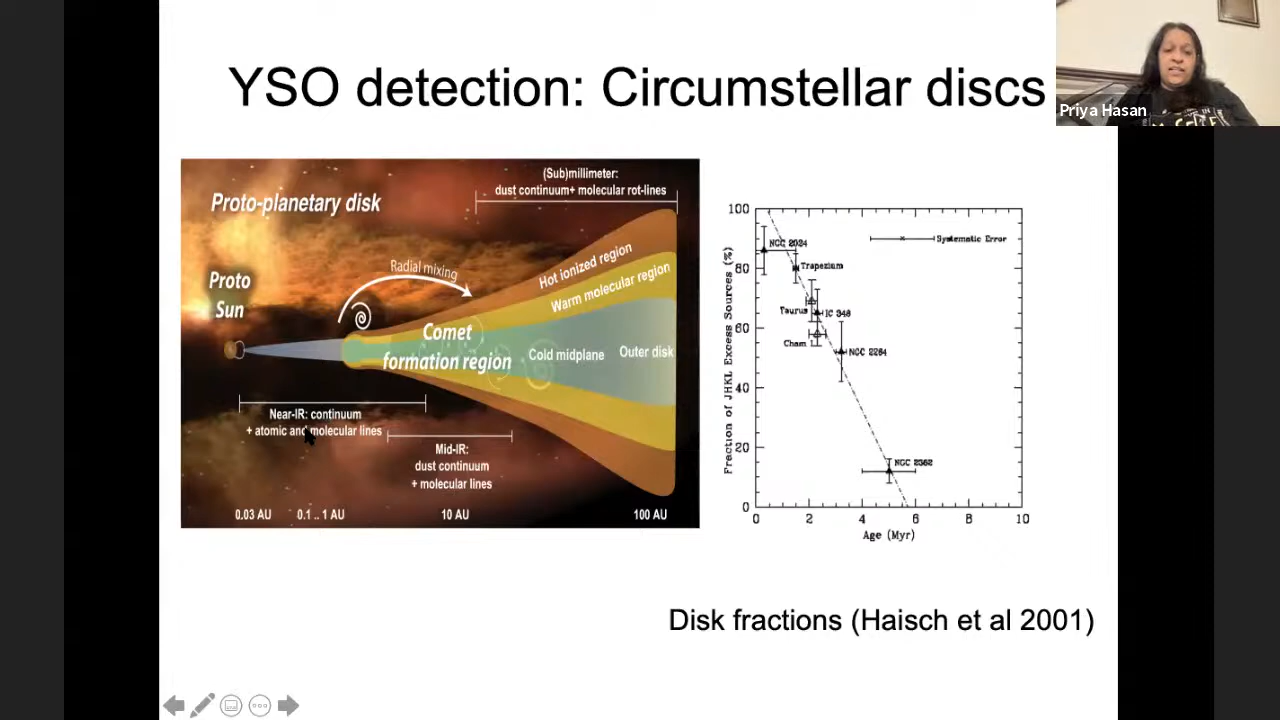 YSO detection: Circumstellar discs
Priya Hasan
(Sub)millimeter:
dust continuum+ molecular rot-lines
Proto-planetary disk
Radial mixing
Hot ionized region
Warm molecular region
Proto
Sun
Comet
formation region
Cold midplane
Outer disk
Near-IR: continuum
+ atomic and molecular lines
Mid-IR:
dust continuum
+ molecular lines
0.03 AU
0.1 .. 1 AU
10 AU
100 AU
Fraction of JHKL Excess Sources (%)
100
80
60
40
20
0
NGC 2024
Systematic Error
Trapezium
Taurus
IC 348
Cham
NGC 2264
NGC 2362
0 2 4 6 8 10
Age (Myr)
Disk fractions (Haisch et al 2001)